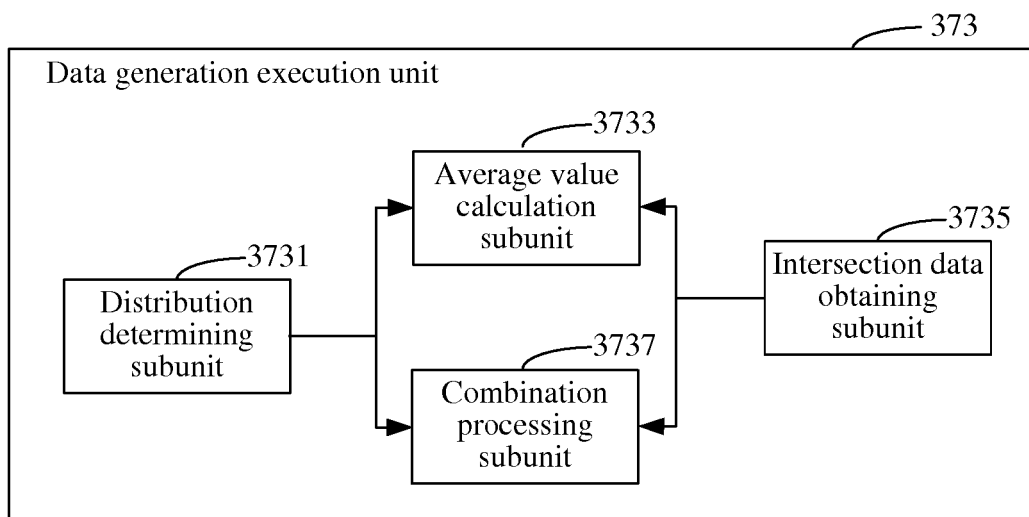 373
Data generation execution unit
3733
Average value
calculation
subunit
3735
Intersection data
obtaining
subunit
3731
Distribution
determining
subunit
3737
Combination
processing
subunit